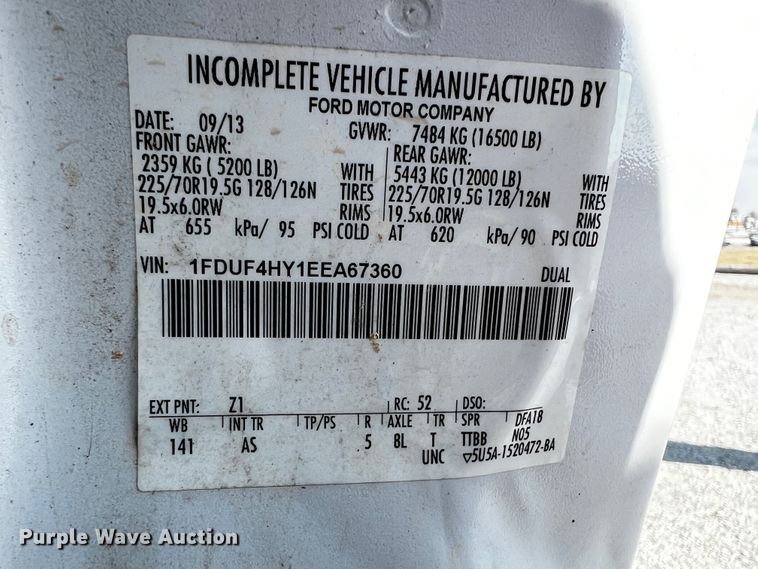 INCOMPLETE VEHICLE MANUFACTURED BY
FORD MOTOR COMPANY
DATE: 09/13 GVWR: 7484 KG (16500 LB)
FRONT GAWR: REAR GAWR:
2359 KG ( 5200 LB) WITH 5443 KG (12000 LB) WITH
225/70R19.5G 128/126N TIRES 225/70R19.5G 128/126N TIRES
19.5x6.0RW RIMS 19.5x6.0RW RIMS
AT 655 kPa/ 95 PSI COLD AT 620 kPa/ 90 PSI COLD
VIN: 1FDUF4HY1EEA67360 DUAL
EXT PNT: Z1 RC: 52 DSO:
WB INT TR TP/PS R AXLE TR SPR DFA18
141 AS 5 8L T TTBB N05
UNC ▽5U5A-1520472-BA
Purple Wave Auction